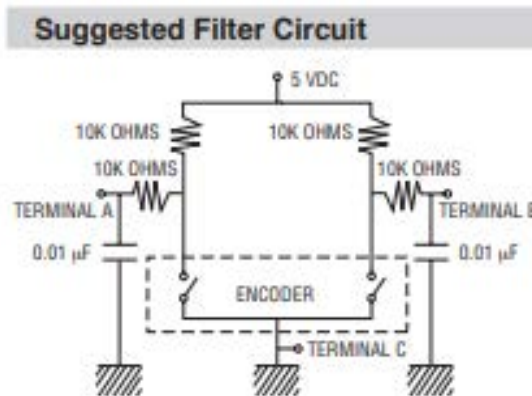 Suggested Filter Circuit
5 VDC
10K OHMS 10K OHMS
10K OHMS 10K OHMS
TERMINAL A TERMINAL B
0.01 µF 0.01 µF
ENCODER
TERMINAL C